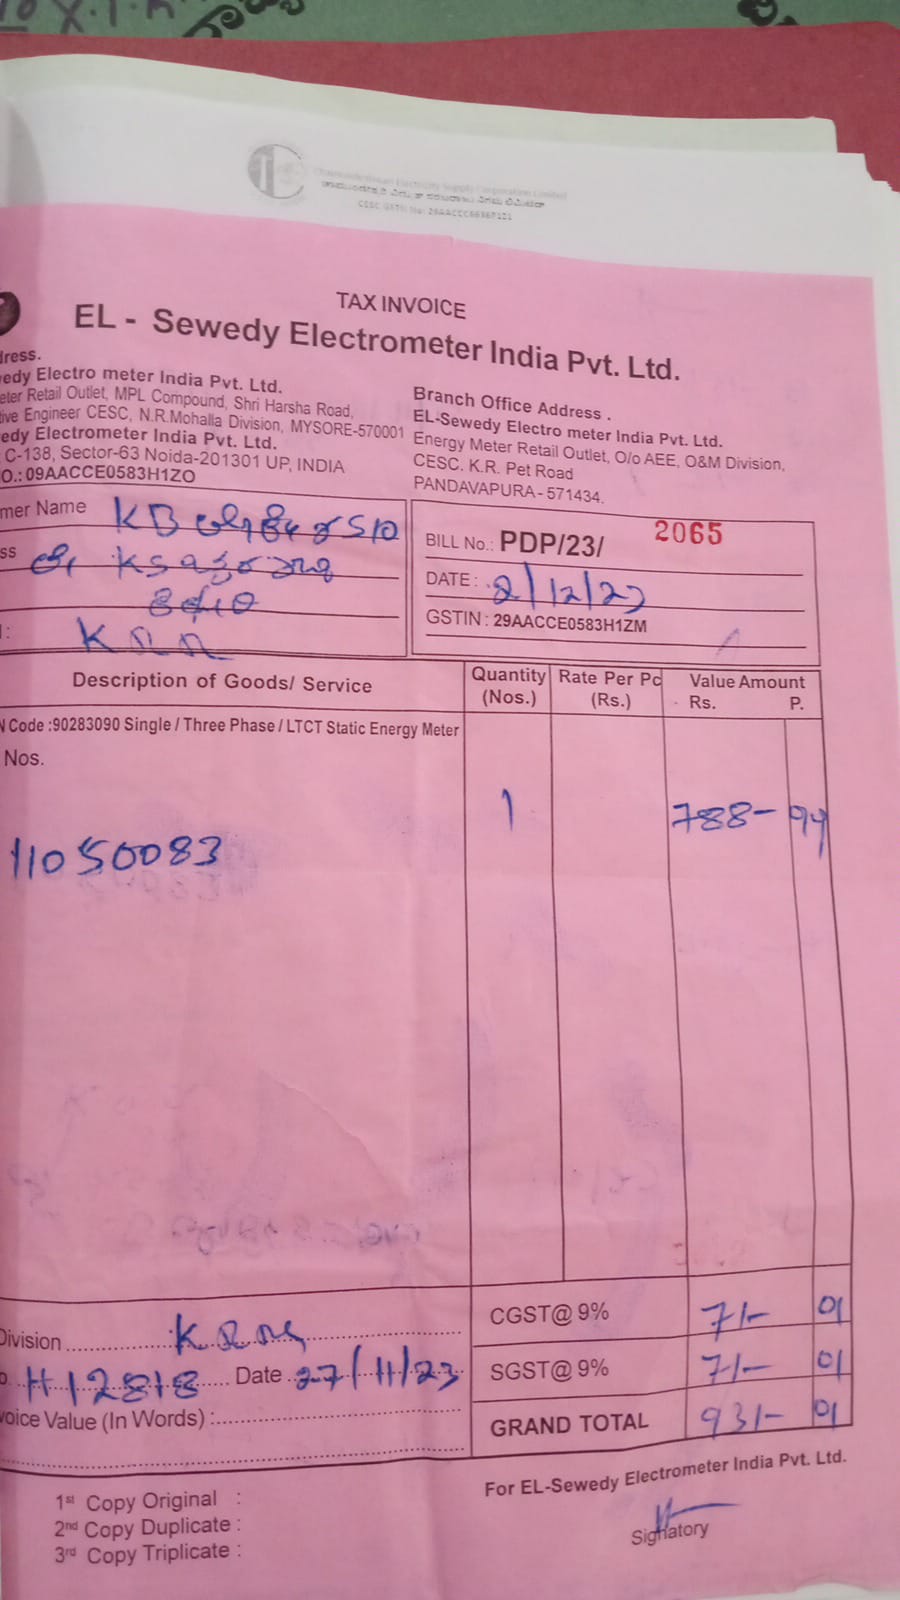 TAX INVOICE
EL - Sewedy Electrometer India Pvt. Ltd.
dress.
edy Electro meter India Pvt. Ltd.
eter Retail Outlet, MPL Compound, Shri Harsha Road,
tive Engineer CESC, N.R.Mohalla Division, MYSORE-570001
edy Electrometer India Pvt. Ltd.
C-138, Sector-63 Noida-201301 UP, INDIA
O.: 09AACCE0583H1ZO
Branch Office Address .
EL-Sewedy Electro meter India Pvt. Ltd.
Energy Meter Retail Outlet, O/o AEE, O&M Division,
CESC. K.R. Pet Road
PANDAVAPURA - 571434.
mer Name KB
ss
BILL No.: PDP/23/ 2065
DATE : 2/12/23
GSTIN : 29AACCE0583H1ZM
Description of Goods/ Service Quantity (Nos.) Rate Per Pc (Rs.) Value Amount Rs. P.
N Code :90283090 Single / Three Phase / LTCT Static Energy Meter
Nos.
1 788- 99
11050083
CGST@ 9% 71- 01
Division
SGST@ 9% 71- 01
o. H12818 Date 27/11/23
voice Value (In Words) :
GRAND TOTAL 931- 01
For EL-Sewedy Electrometer India Pvt. Ltd.
1st Copy Original :
2nd Copy Duplicate :
3rd Copy Triplicate :
Signatory